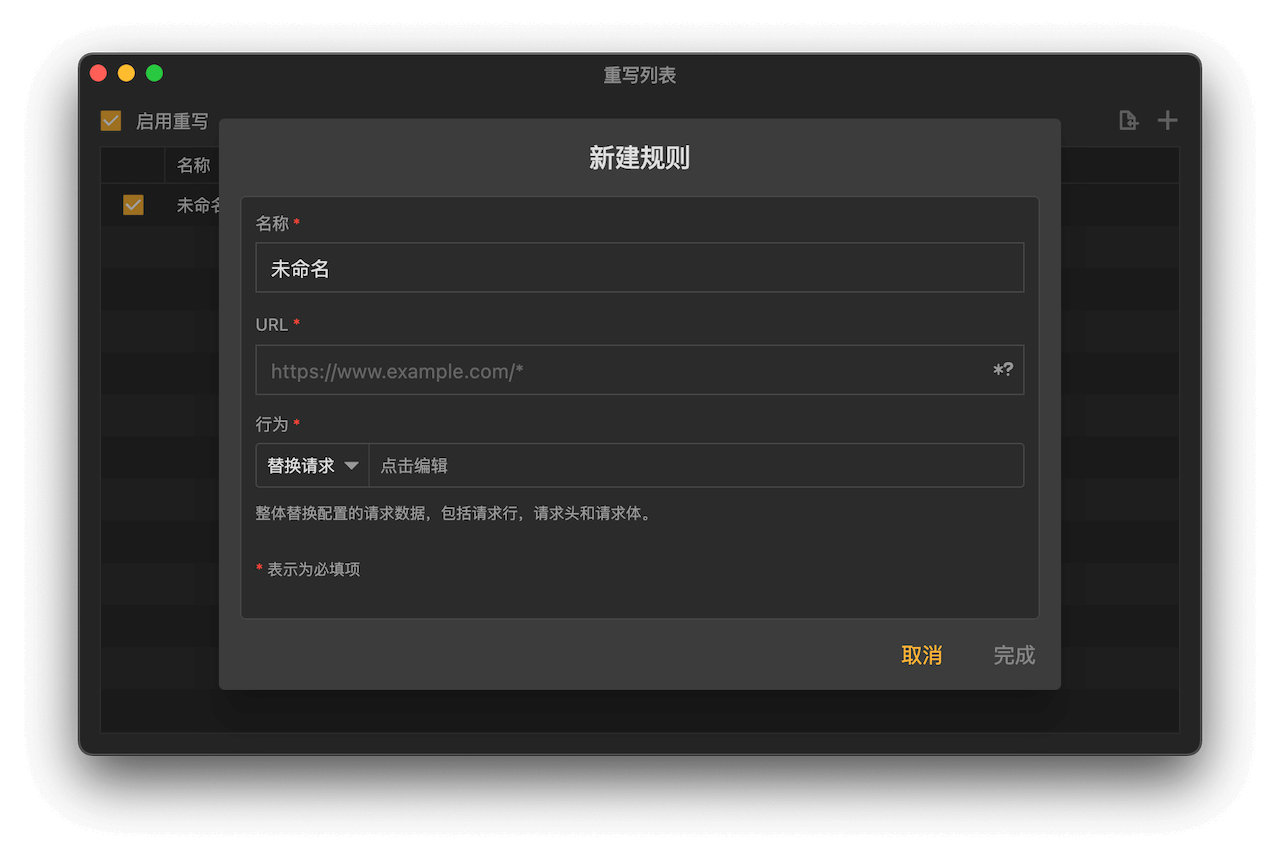 重写列表
启用重写
新建规则
名称
未命名
名称 *
未命名
URL *
https://www.example.com/*
*?
行为 *
替换请求 点击编辑
整体替换配置的请求数据，包括请求行，请求头和请求体。
* 表示为必填项
取消 完成